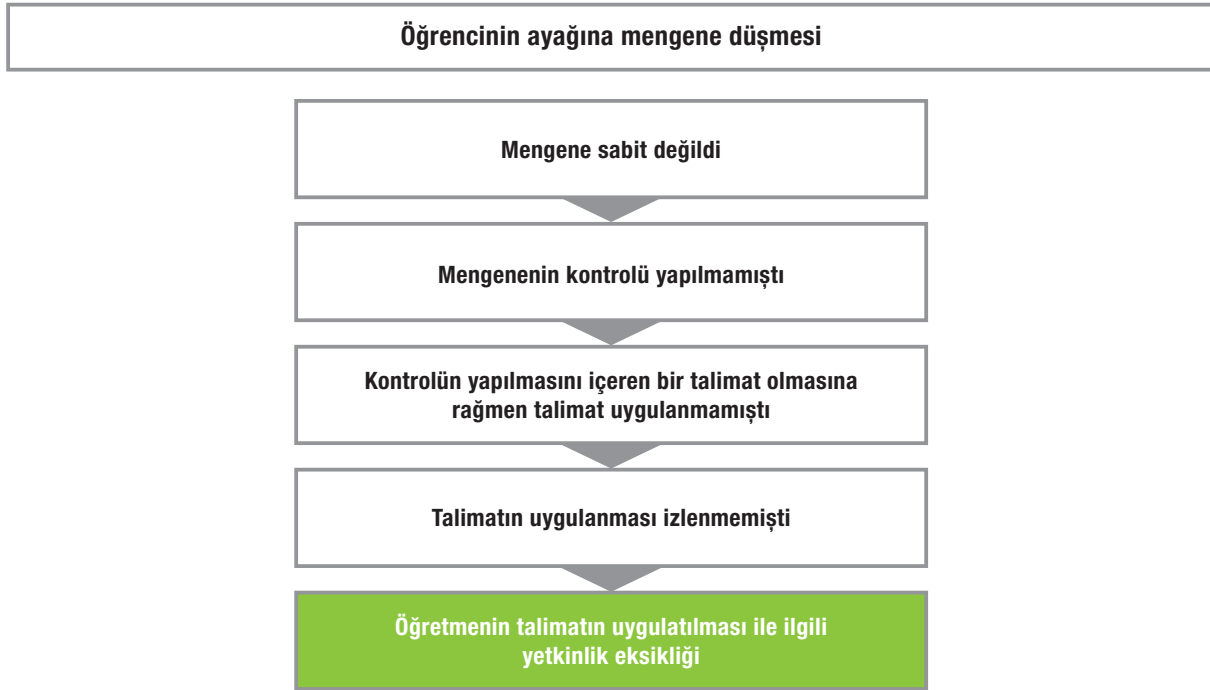 Öğrencinin ayağına mengene düşmesi
Mengene sabit değildi
Mengenenin kontrolü yapılmamıştı
Kontrolün yapılmasını içeren bir talimat olmasına
rağmen talimat uygulanmamıştı
Talimatın uygulanması izlenmemişti
Öğretmenin talimatın uygulatılması ile ilgili
yetkinlik eksikliği